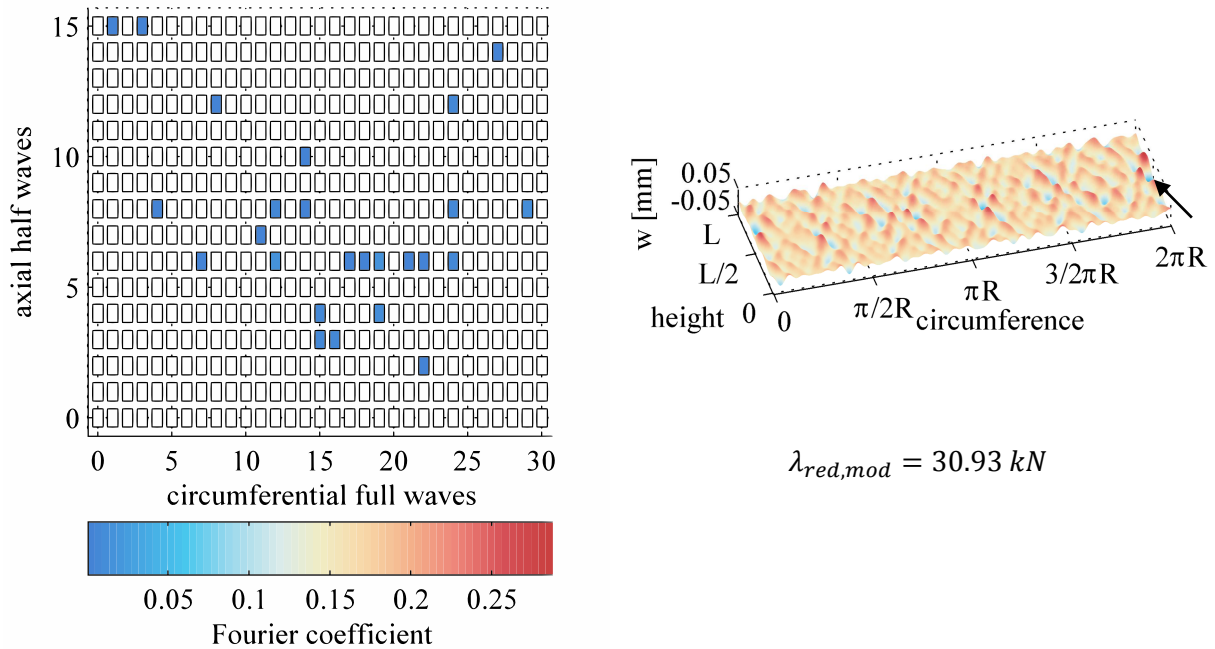 15
10
5
0
axial half waves
0 5 10 15 20 25 30
circumferential full waves
0.05 0.1 0.15 0.2 0.25
Fourier coefficient
w [mm]
0.05
-0.05
L
L/2
0
height
0
π/2R
πR
3/2πR
2πR
circumference
λred,mod = 30.93 kN